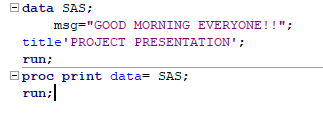 data SAS;
msg="GOOD MORNING EVERYONE!!";
title'PROJECT PRESENTATION';
run;
proc print data= SAS;
run;